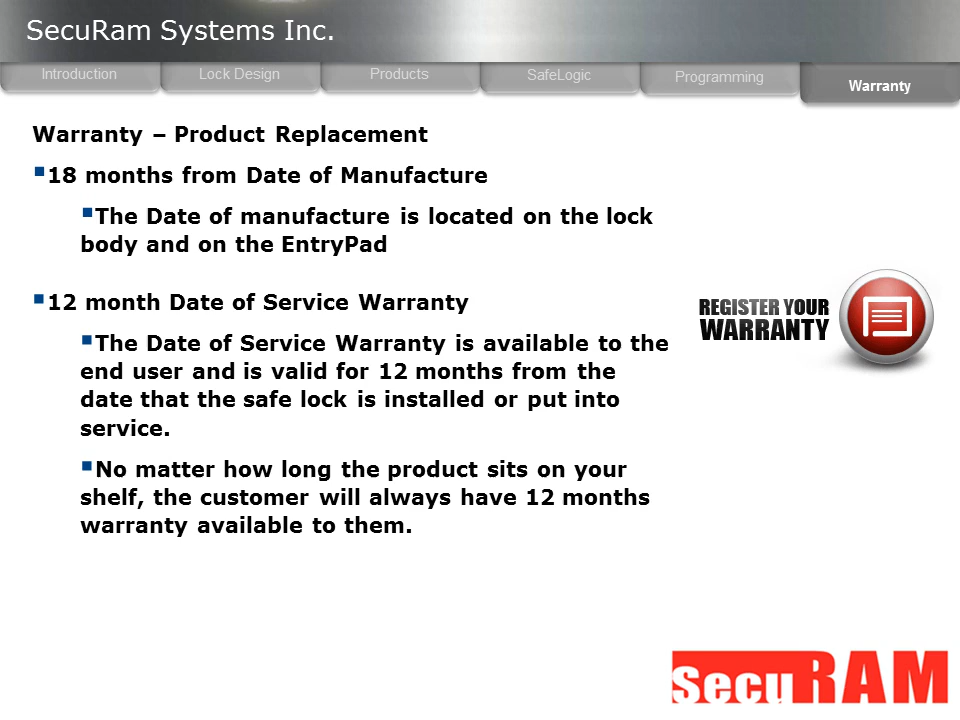 SecuRam Systems Inc.
Introduction
Lock Design
Products
SafeLogic
Programming
Warranty
Warranty – Product Replacement
▪18 months from Date of Manufacture
▪The Date of manufacture is located on the lock
body and on the EntryPad
▪12 month Date of Service Warranty
▪The Date of Service Warranty is available to the
end user and is valid for 12 months from the
date that the safe lock is installed or put into
service.
▪No matter how long the product sits on your
shelf, the customer will always have 12 months
warranty available to them.
REGISTER YOUR
WARRANTY
SecuRAM